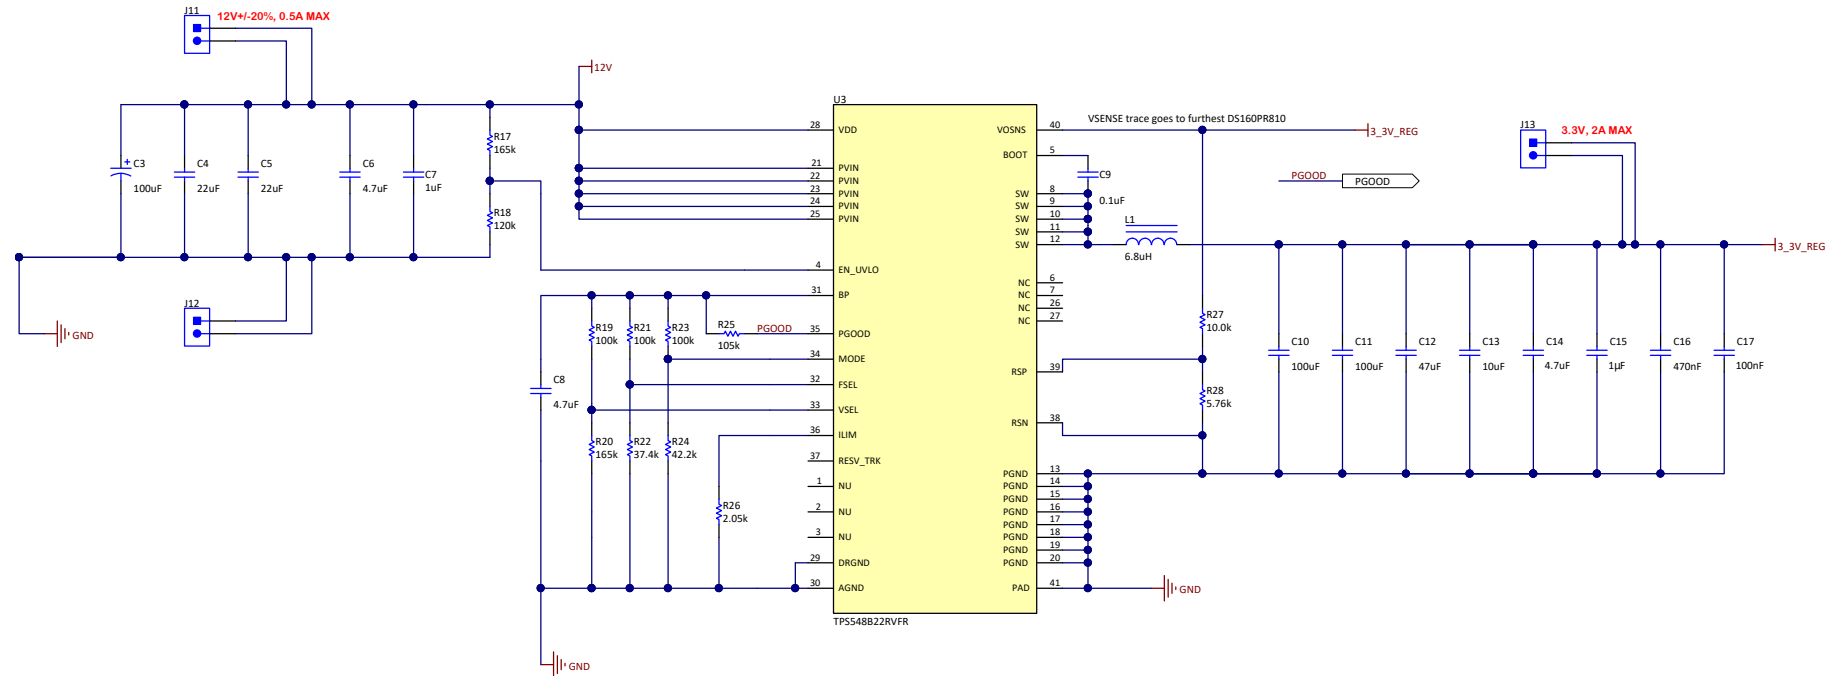 J11
12V+/-20%, 0.5A MAX
12V
C3
100uF
C4
22uF
C5
22uF
C6
4.7uF
C7
1uF
R17
165k
R18
120k
J12
GND
U3
28
VDD
21
PVIN
22
PVIN
23
PVIN
24
PVIN
25
PVIN
4
EN_UVLO
31
BP
35
PGOOD
34
MODE
32
FSEL
33
VSEL
36
ILIM
37
RESV_TRK
1
NU
2
NU
3
NU
29
DRGND
30
AGND
TPS548B22RVFR
C8
4.7uF
R19
100k
R21
100k
R23
100k
R25
105k
PGOOD
R20
165k
R22
37.4k
R24
42.2k
R26
2.05k
GND
VOSNS
40
BOOT
5
SW
8
SW
9
SW
10
SW
11
SW
12
NC
6
NC
7
NC
26
NC
27
RSP
39
RSN
38
PGND
13
PGND
14
PGND
15
PGND
16
PGND
17
PGND
18
PGND
19
PGND
20
PAD
41
GND
VSENSE trace goes to furthest DS160PR810
3_3V_REG
C9
0.1uF
L1
6.8uH
R27
10.0k
R28
5.76k
PGOOD
PGOOD
J13
3.3V, 2A MAX
3_3V_REG
C10
100uF
C11
100uF
C12
47uF
C13
10uF
C14
4.7uF
C15
1µF
C16
470nF
C17
100nF